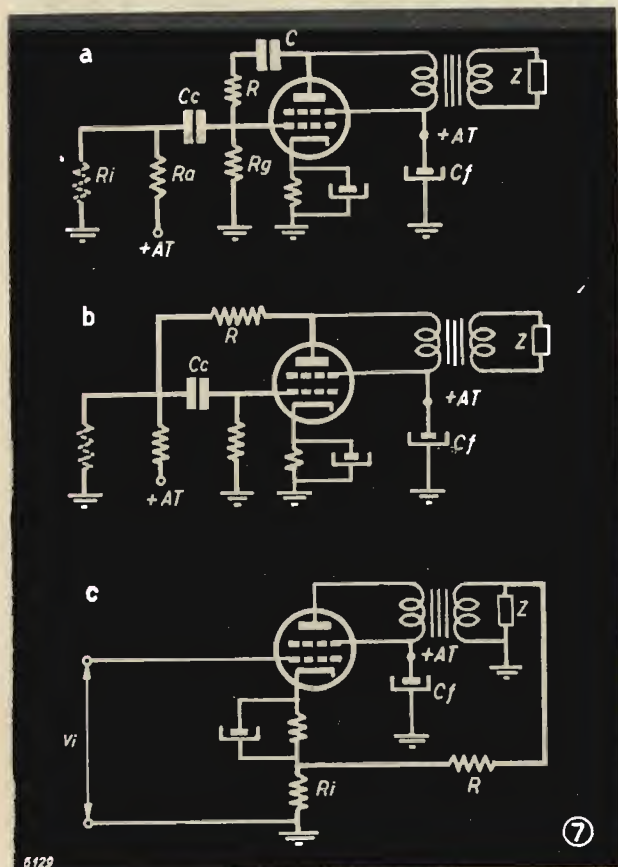 a
C
Cc
R
Z
+AT
Ri
Ra
Rg
Cf
+AT
b
R
Cc
Z
+AT
Cf
+AT
c
Z
+AT
Cf
Vi
Ri
R
7
6129